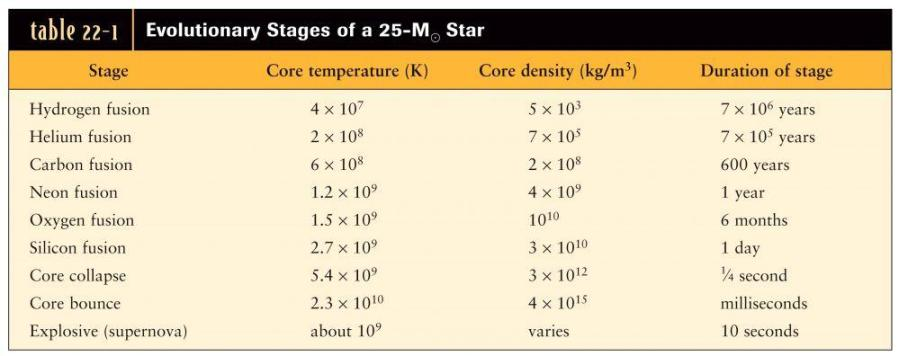 table 22-1 Evolutionary Stages of a 25-M☉ Star
Stage Core temperature (K) Core density (kg/m³) Duration of stage
Hydrogen fusion 4 × 10⁷ 5 × 10³ 7 × 10⁶ years
Helium fusion 2 × 10⁸ 7 × 10⁵ 7 × 10⁵ years
Carbon fusion 6 × 10⁸ 2 × 10⁸ 600 years
Neon fusion 1.2 × 10⁹ 4 × 10⁹ 1 year
Oxygen fusion 1.5 × 10⁹ 10¹⁰ 6 months
Silicon fusion 2.7 × 10⁹ 3 × 10¹⁰ 1 day
Core collapse 5.4 × 10⁹ 3 × 10¹² ¼ second
Core bounce 2.3 × 10¹⁰ 4 × 10¹⁵ milliseconds
Explosive (supernova) about 10⁹ varies 10 seconds